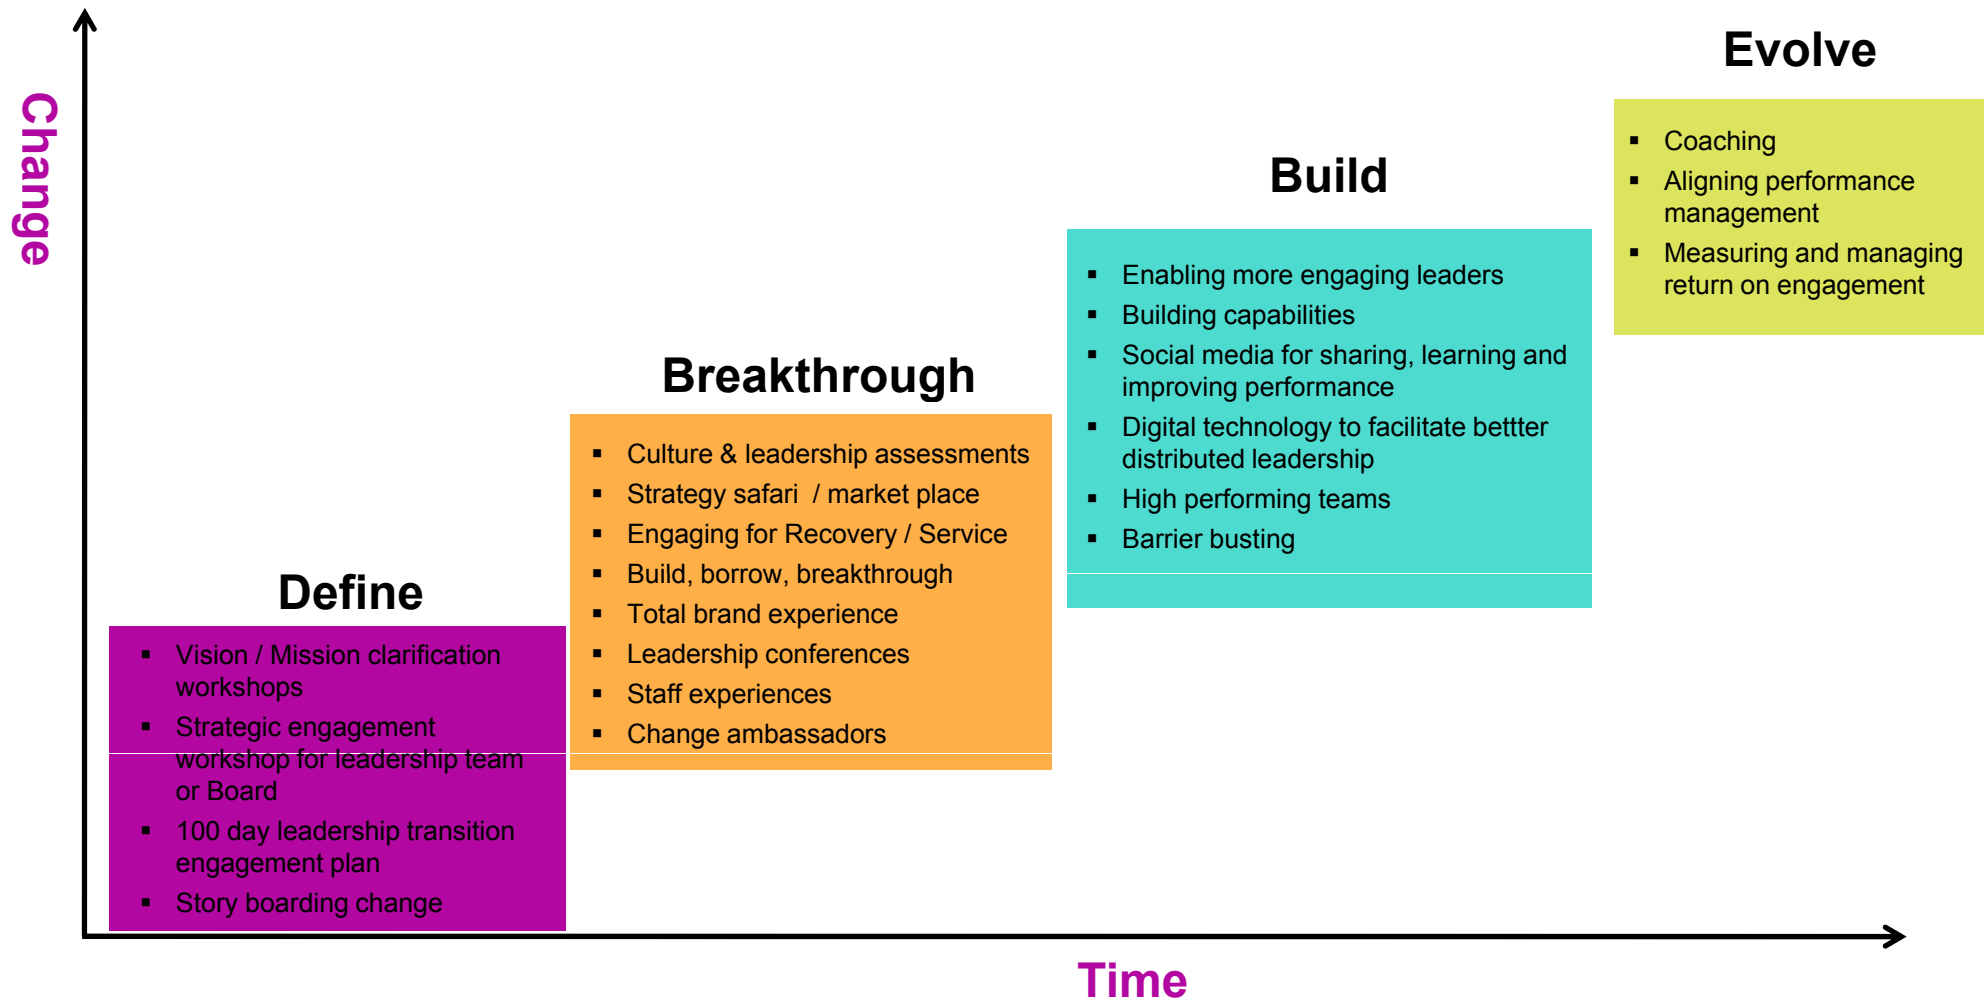 Change
Define
▪ Vision / Mission clarification
workshops
▪ Strategic engagement
workshop for leadership team
or Board
▪ 100 day leadership transition
engagement plan
▪ Story boarding change
Breakthrough
▪ Culture & leadership assessments
▪ Strategy safari / market place
▪ Engaging for Recovery / Service
▪ Build, borrow, breakthrough
▪ Total brand experience
▪ Leadership conferences
▪ Staff experiences
▪ Change ambassadors
Build
▪ Enabling more engaging leaders
▪ Building capabilities
▪ Social media for sharing, learning and
improving performance
▪ Digital technology to facilitate bettter
distributed leadership
▪ High performing teams
▪ Barrier busting
Evolve
▪ Coaching
▪ Aligning performance
management
▪ Measuring and managing
return on engagement
Time